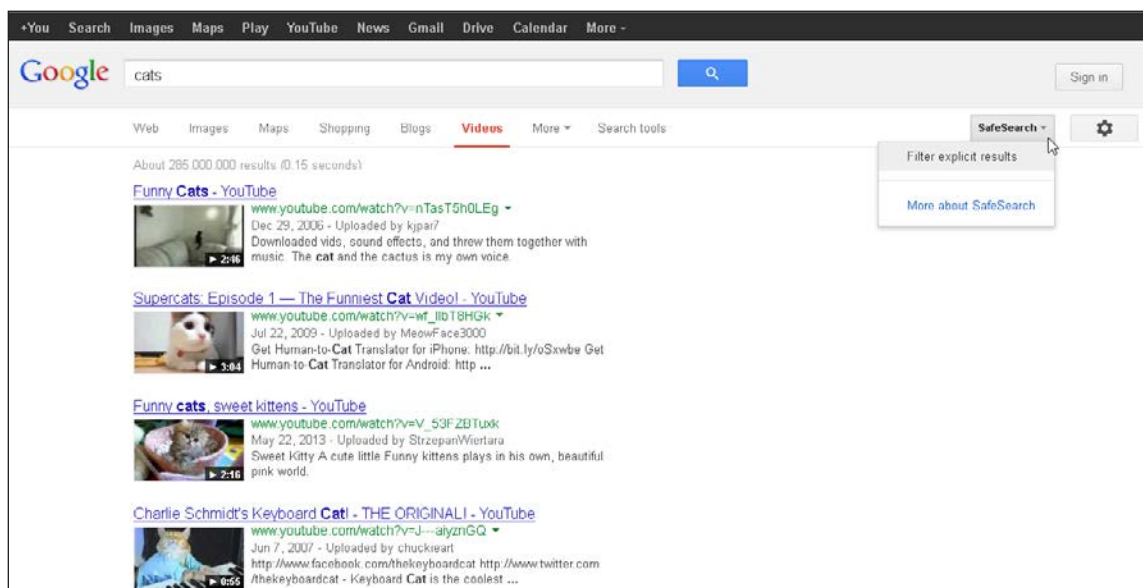 +You Search Images Maps Play YouTube News Gmail Drive Calendar More
Google cats Sign in
Web Images Maps Shopping Blogs Videos More Search tools SafeSearch
Filter explicit results
More about SafeSearch
About 285,000,000 results (0.15 seconds)
Funny Cats - YouTube
www.youtube.com/watch?v=nTasT5h0LEg
Dec 29, 2006 - Uploaded by kjpar7
Downloaded vids, sound effects, and threw them together with
2:46 music. The cat and the cactus is my own voice.
Supercats: Episode 1 — The Funniest Cat Video! - YouTube
www.youtube.com/watch?v=wf_IIbT8HGk
Jul 22, 2009 - Uploaded by MeowFace3000
Get Human-to-Cat Translator for iPhone: http://bit.ly/oSxwbe Get
3:04 Human-to-Cat Translator for Android: http ...
Funny cats, sweet kittens - YouTube
www.youtube.com/watch?v=V_53FZBTuxk
May 22, 2013 - Uploaded by StrzepanWiertara
Sweet Kitty A cute little Funny kittens plays in his own, beautiful
2:16 pink world.
Charlie Schmidt's Keyboard Cat! - THE ORIGINAL! - YouTube
www.youtube.com/watch?v=J---aiyznGQ
Jun 7, 2007 - Uploaded by chuckieart
http://www.facebook.com/thekeyboardcat http://www.twitter.com
0:55 /thekeyboardcat - Keyboard Cat is the coolest ...